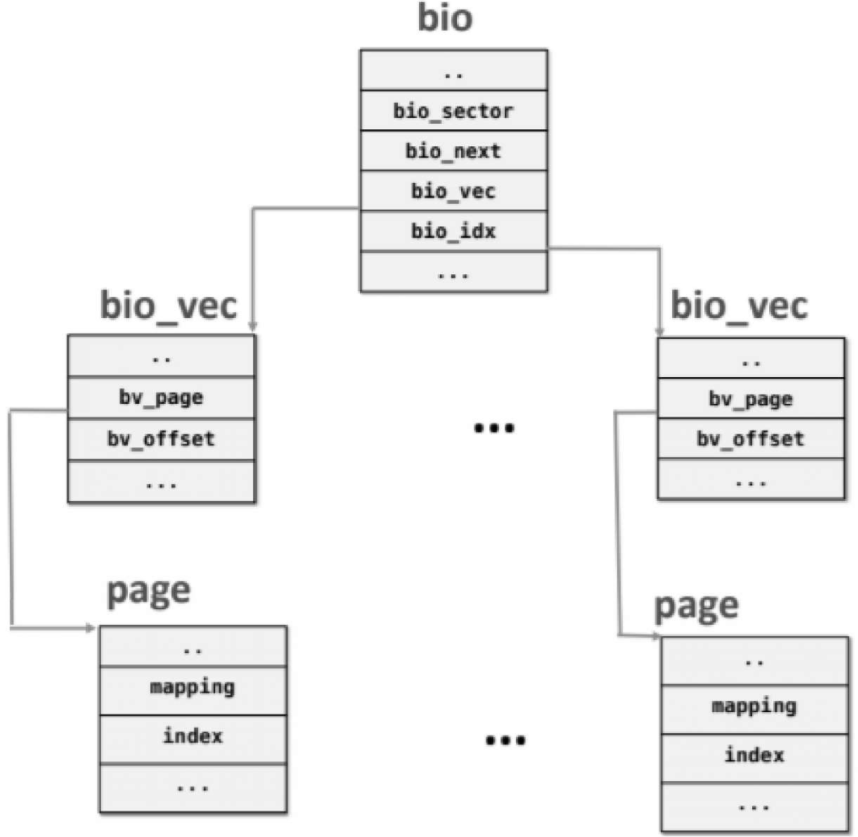 bio
..
bio_sector
bio_next
bio_vec
bio_idx
...
bio_vec
..
bv_page
bv_offset
...
...
bio_vec
..
bv_page
bv_offset
...
page
..
mapping
index
...
...
page
..
mapping
index
...